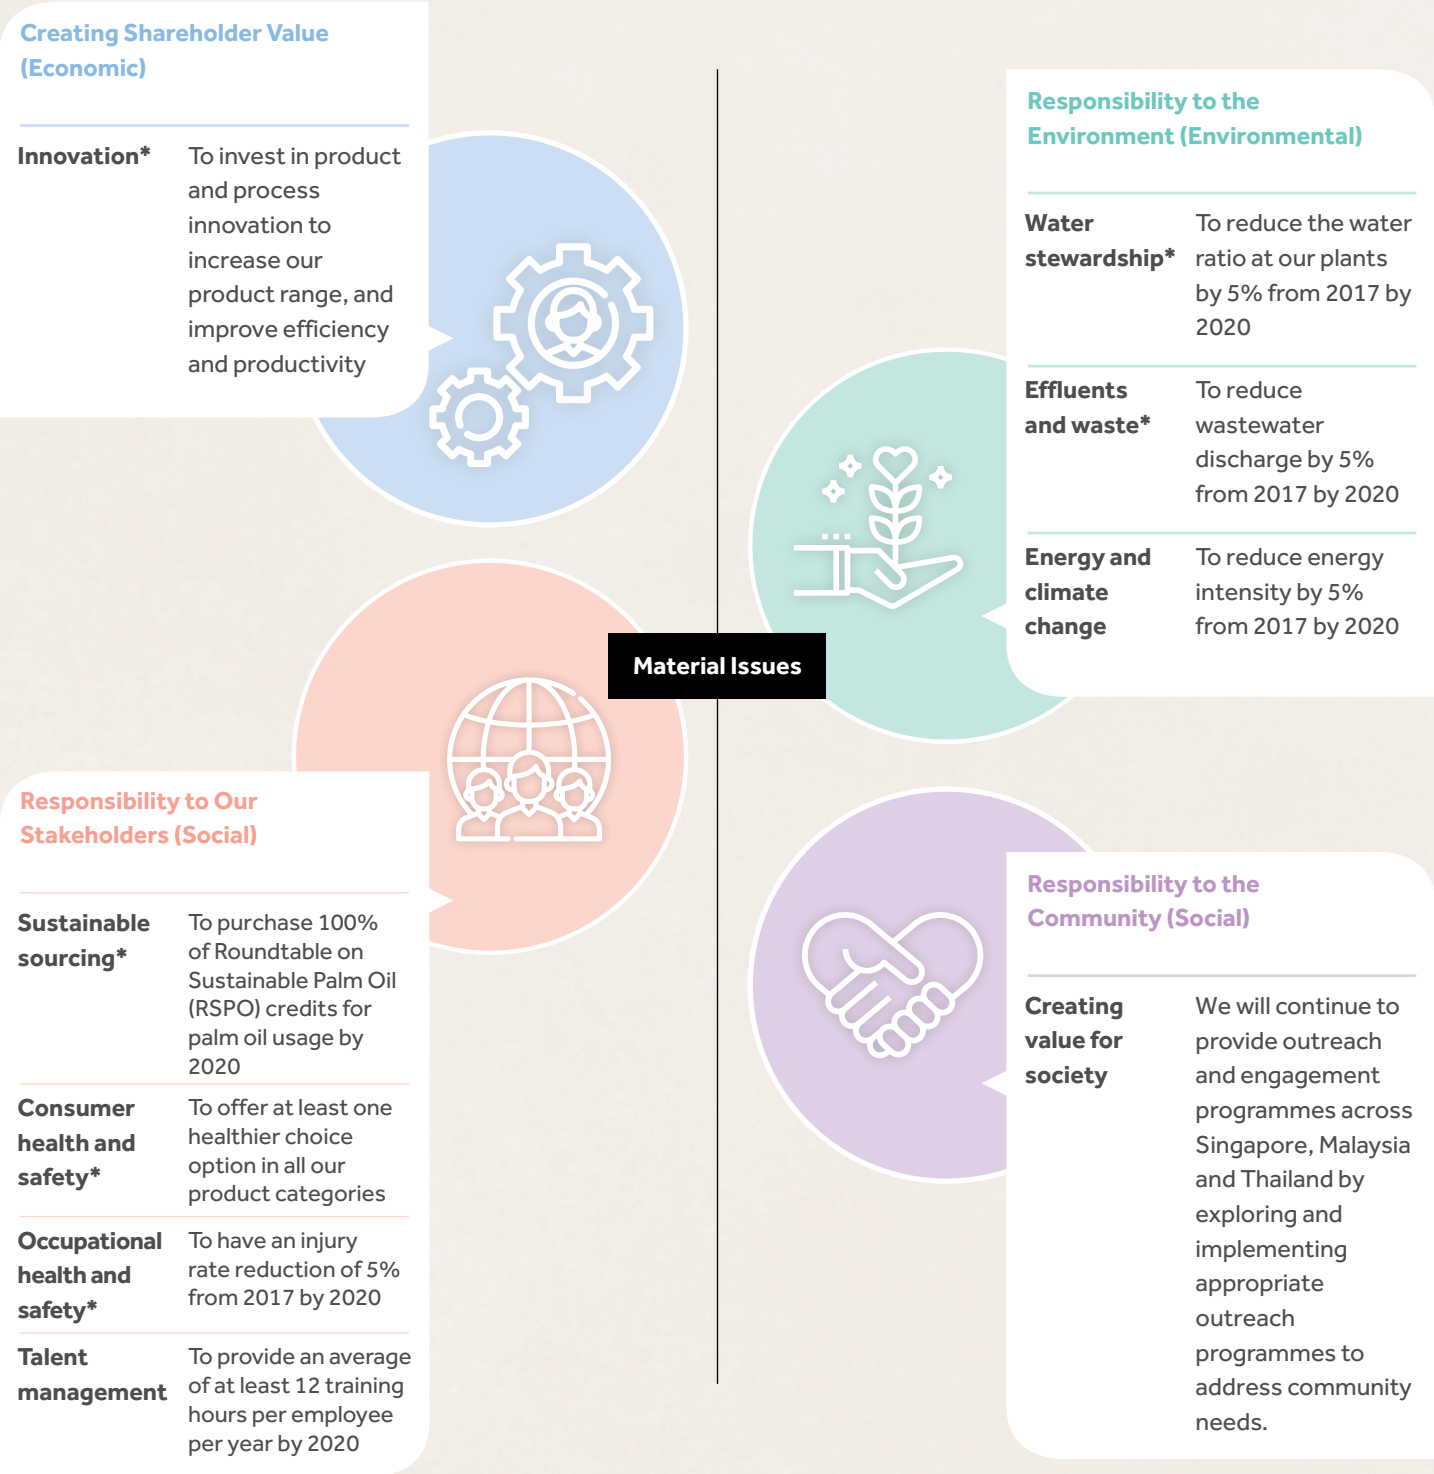 Creating Shareholder Value
(Economic)
Innovation*
To invest in product
and process
innovation to
increase our
product range, and
improve efficiency
and productivity
Responsibility to the
Environment (Environmental)
Water
stewardship*
To reduce the water
ratio at our plants
by 5% from 2017 by
2020
Effluents
and waste*
To reduce
wastewater
discharge by 5%
from 2017 by 2020
Energy and
climate
change
To reduce energy
intensity by 5%
from 2017 by 2020
Material Issues
Responsibility to Our
Stakeholders (Social)
Sustainable
sourcing*
To purchase 100%
of Roundtable on
Sustainable Palm Oil
(RSPO) credits for
palm oil usage by
2020
Consumer
health and
safety*
To offer at least one
healthier choice
option in all our
product categories
Occupational
health and
safety*
To have an injury
rate reduction of 5%
from 2017 by 2020
Talent
management
To provide an average
of at least 12 training
hours per employee
per year by 2020
Responsibility to the
Community (Social)
Creating
value for
society
We will continue to
provide outreach
and engagement
programmes across
Singapore, Malaysia
and Thailand by
exploring and
implementing
appropriate
outreach
programmes to
address community
needs.